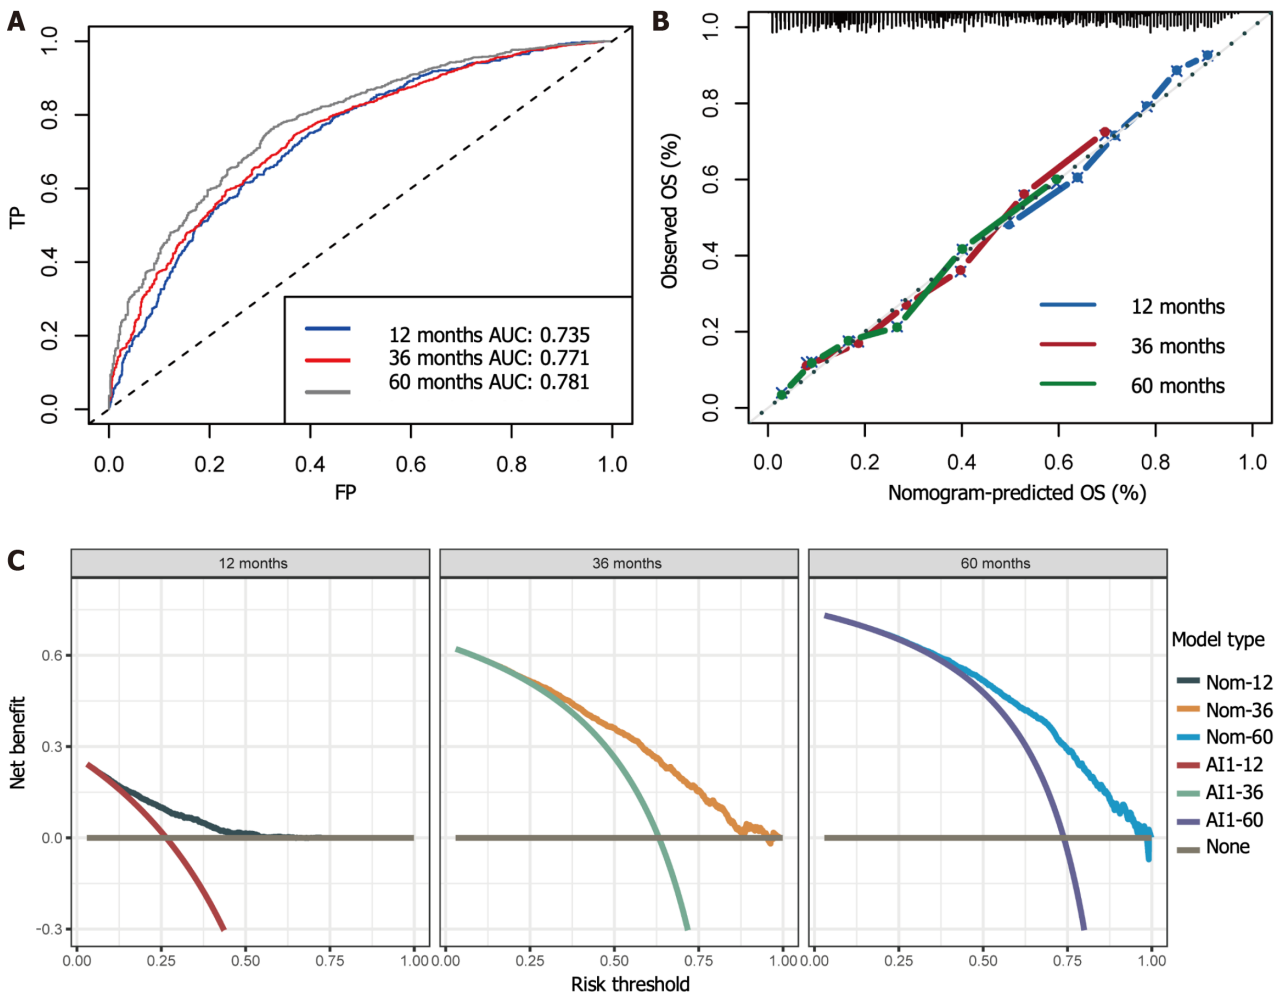 A
1.0
0.8
0.6
0.4
0.2
0.0
TP
12 months AUC: 0.735
36 months AUC: 0.771
60 months AUC: 0.781
0.0 0.2 0.4 0.6 0.8 1.0
FP
B
1.0
0.8
0.6
0.4
0.2
0.0
Observed OS (%)
12 months
36 months
60 months
0.0 0.2 0.4 0.6 0.8 1.0
Nomogram-predicted OS (%)
C
12 months
36 months
60 months
0.6
0.3
0.0
-0.3
Net benefit
0.00 0.25 0.50 0.75 1.00
0.00 0.25 0.50 0.75 1.00
0.00 0.25 0.50 0.75 1.00
Risk threshold
Model type
Nom-12
Nom-36
Nom-60
AI1-12
AI1-36
AI1-60
None